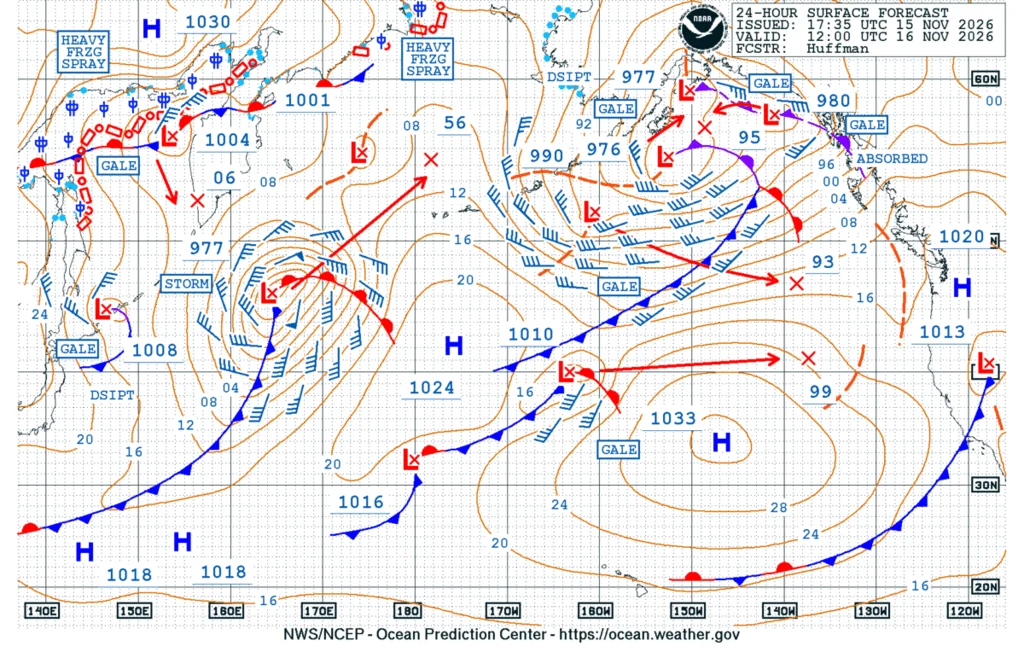 24-HOUR SURFACE FORECAST
ISSUED: 17:35 UTC 15 NOV 2026
VALID: 12:00 UTC 16 NOV 2026
FCSTR: Huffman
NOAA
H
1030
HEAVY
FRZG
SPRAY
HEAVY
FRZG
SPRAY
DSIPT
977
GALE
GALE
980
60N
00
1001
1004
GALE
08
56
92
990
976
95
GALE
ABSORBED
96
00
04
08
12
06
08
12
16
20
L
L
L
L
L
L
977
STORM
L
93
GALE
N
1020
H
16
24
L
GALE
1008
DSIPT
04
08
12
16
20
H
1010
1024
16
L
99
1013
L
1033
H
GALE
L
20
1016
24
28
24
20
30N
H
H
1018
1018
16
16
20N
140E
150E
160E
170E
180
170W
160W
150W
140W
130W
120W
NWS/NCEP - Ocean Prediction Center - https://ocean.weather.gov